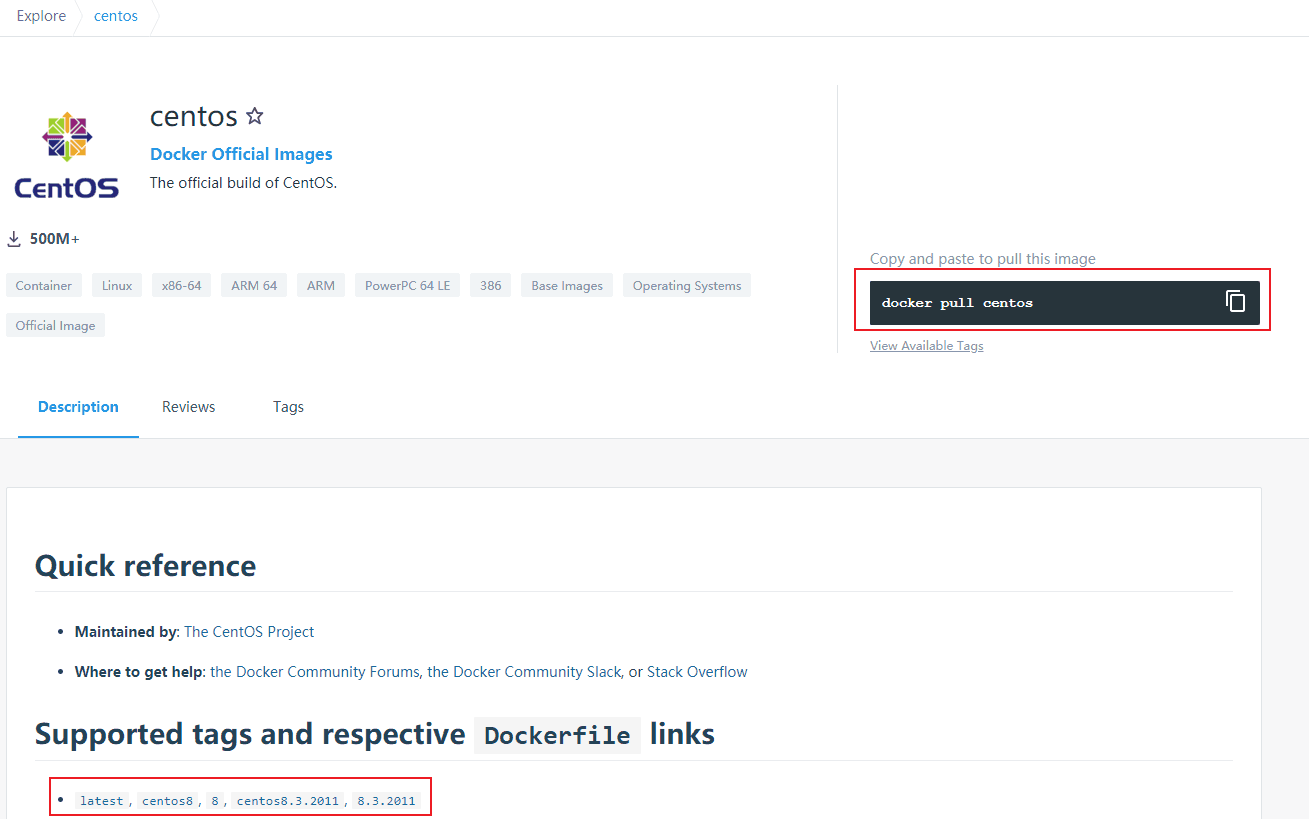 Explore centos
centos
CentOS
Docker Official Images
The official build of CentOS.
500M+
Container Linux x86-64 ARM 64 ARM PowerPC 64 LE 386 Base Images Operating Systems
Official Image
Copy and paste to pull this image
docker pull centos
View Available Tags
Description Reviews Tags
Quick reference
• Maintained by: The CentOS Project
• Where to get help: the Docker Community Forums, the Docker Community Slack, or Stack Overflow
Supported tags and respective Dockerfile links
• latest, centos8, 8, centos8.3.2011, 8.3.2011